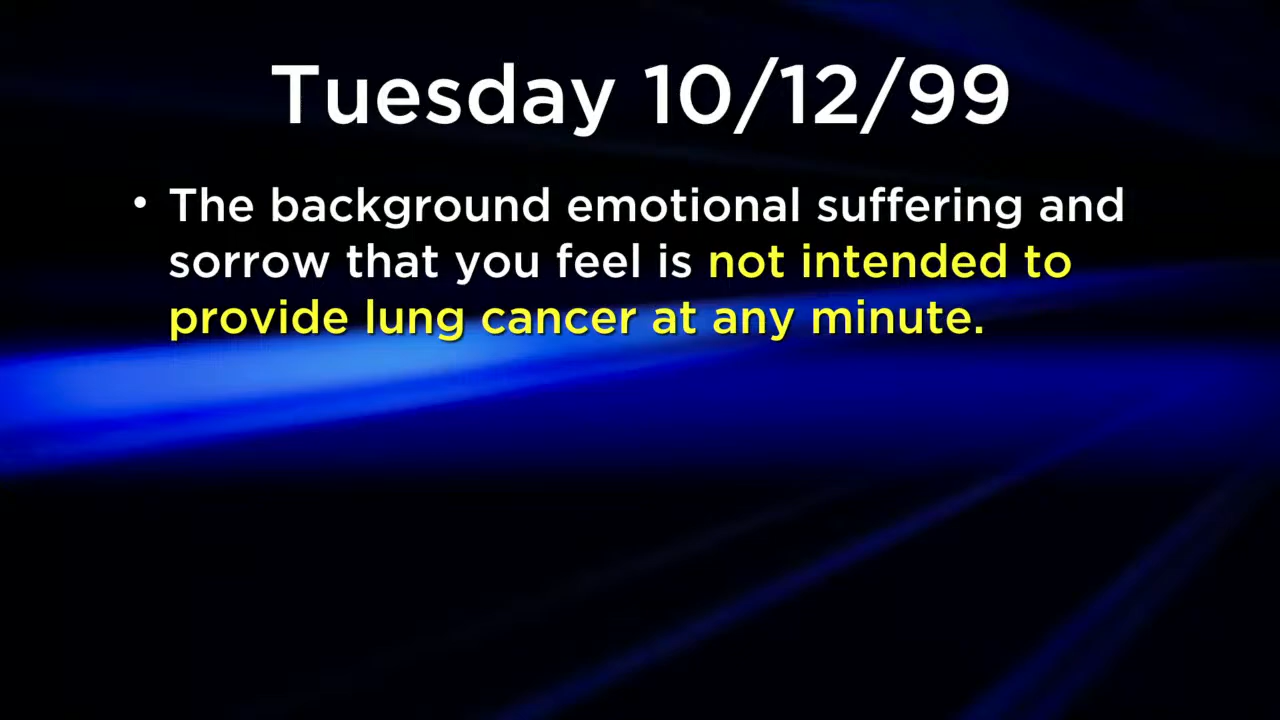 Tuesday 10/12/99
• The background emotional suffering and
sorrow that you feel is not intended to
provide lung cancer at any minute.